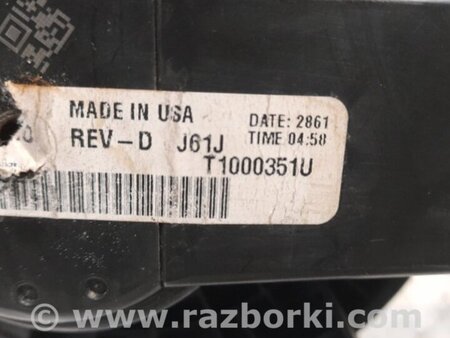 MADE IN USA DATE: 2861
REV-D J61J TIME 04:58
T1000351U
www.razborki.com